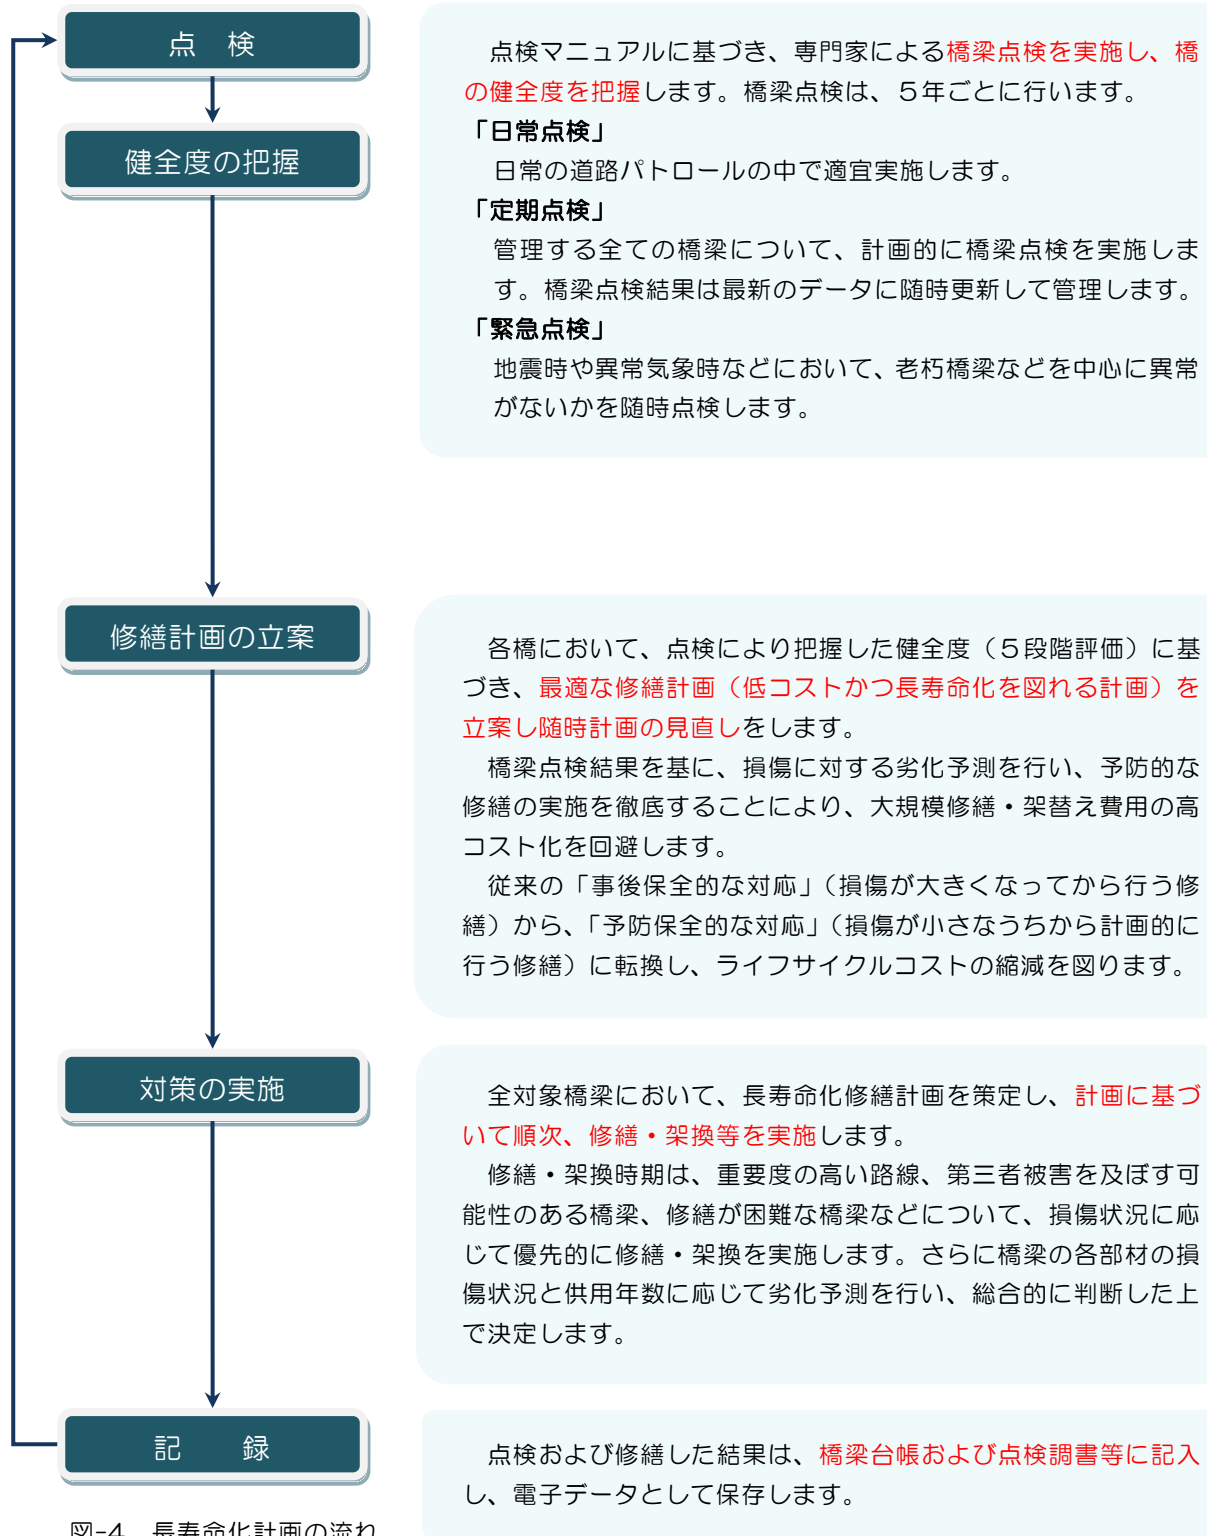 点　検
点検マニュアルに基づき、専門家による橋梁点検を実施し、橋
の健全度を把握します。橋梁点検は、５年ごとに行います。
「日常点検」
日常の道路パトロールの中で適宜実施します。
「定期点検」
管理する全ての橋梁について、計画的に橋梁点検を実施しま
す。橋梁点検結果は最新のデータに随時更新して管理します。
「緊急点検」
地震時や異常気象時などにおいて、老朽橋梁などを中心に異常
がないかを随時点検します。
健全度の把握
修繕計画の立案
各橋において、点検により把握した健全度（５段階評価）に基
づき、最適な修繕計画（低コストかつ長寿命化を図れる計画）を
立案し随時計画の見直しをします。
橋梁点検結果を基に、損傷に対する劣化予測を行い、予防的な
修繕の実施を徹底することにより、大規模修繕・架替え費用の高
コスト化を回避します。
従来の「事後保全的な対応」（損傷が大きくなってから行う修
繕）から、「予防保全的な対応」（損傷が小さなうちから計画的に
行う修繕）に転換し、ライフサイクルコストの縮減を図ります。
対策の実施
全対象橋梁において、長寿命化修繕計画を策定し、計画に基づ
いて順次、修繕・架換等を実施します。
修繕・架換時期は、重要度の高い路線、第三者被害を及ぼす可
能性のある橋梁、修繕が困難な橋梁などについて、損傷状況に応
じて優先的に修繕・架換を実施します。さらに橋梁の各部材の損
傷状況と供用年数に応じて劣化予測を行い、総合的に判断した上
で決定します。
記　　録
点検および修繕した結果は、橋梁台帳および点検調書等に記入
し、電子データとして保存します。
図-4　長寿命化計画の流れ